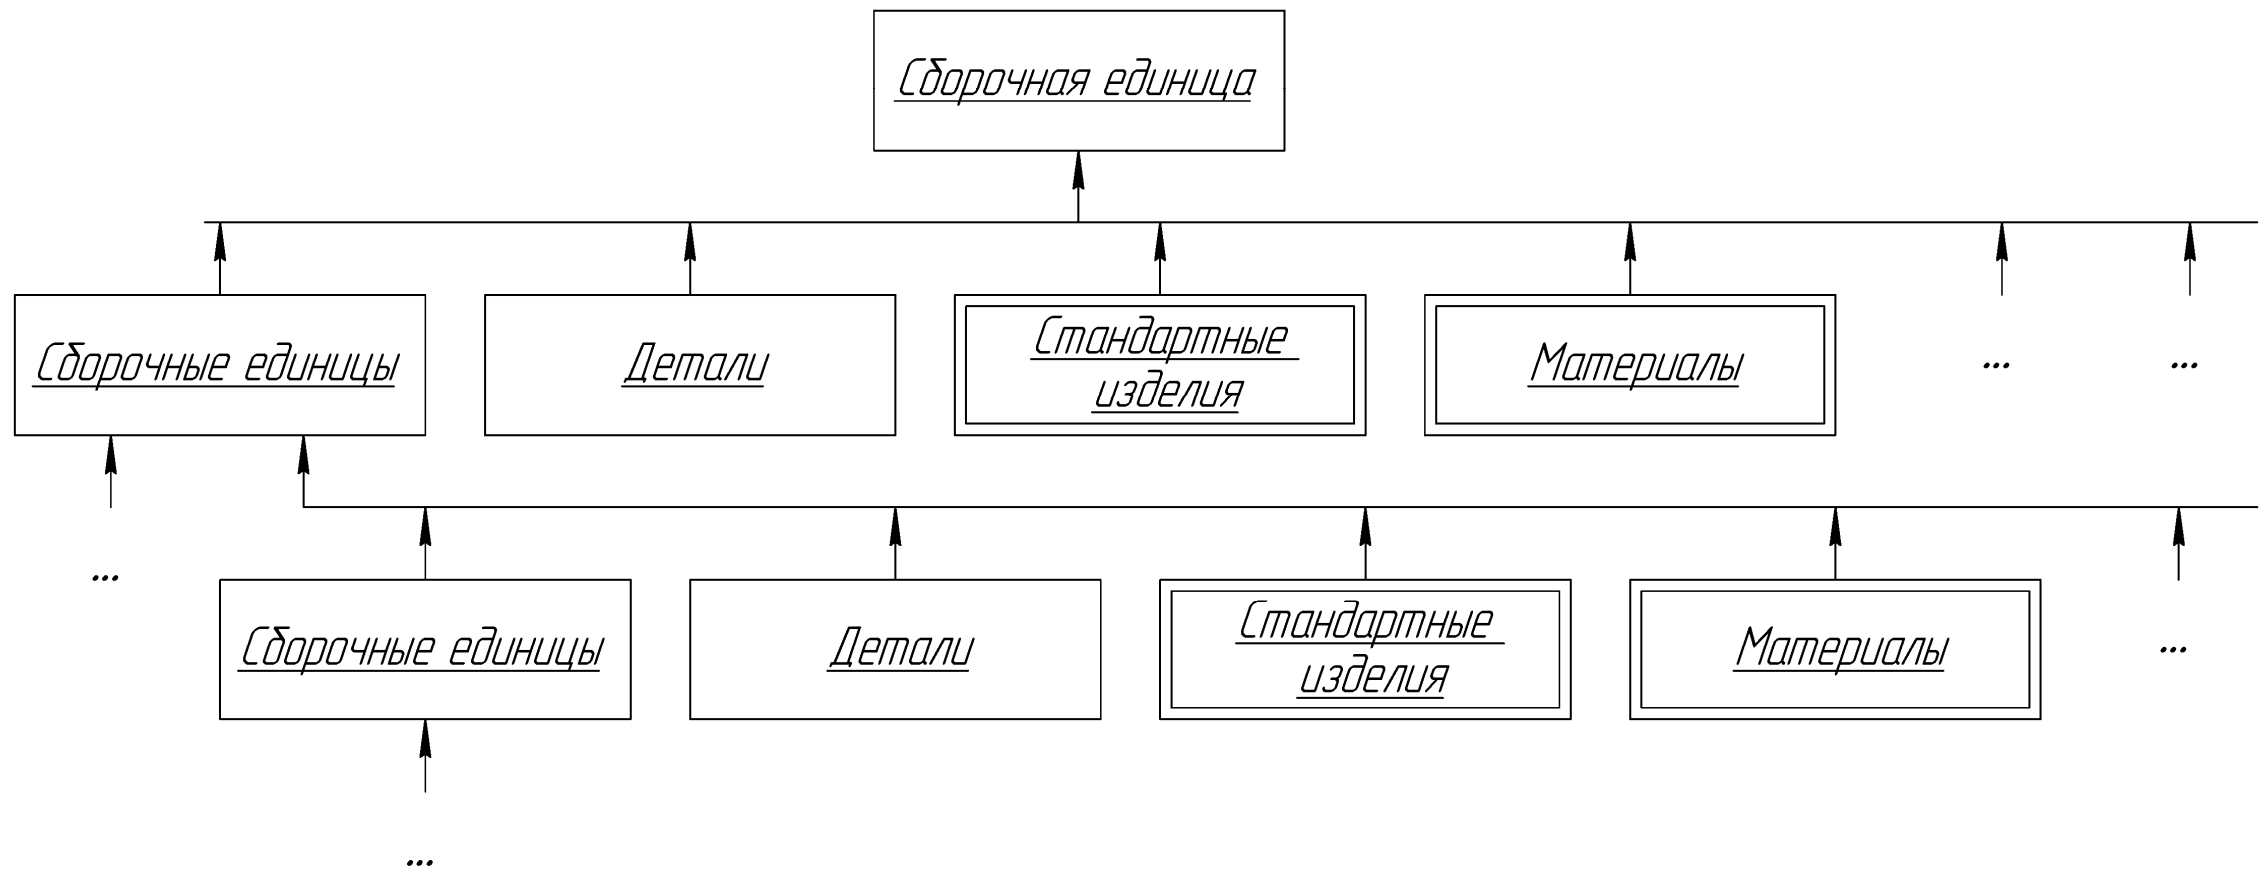 Сборочная единица
Сборочные единицы
Детали
Стандартные
изделия
Материалы
...
...
...
Сборочные единицы
Детали
Стандартные
изделия
Материалы
...
...